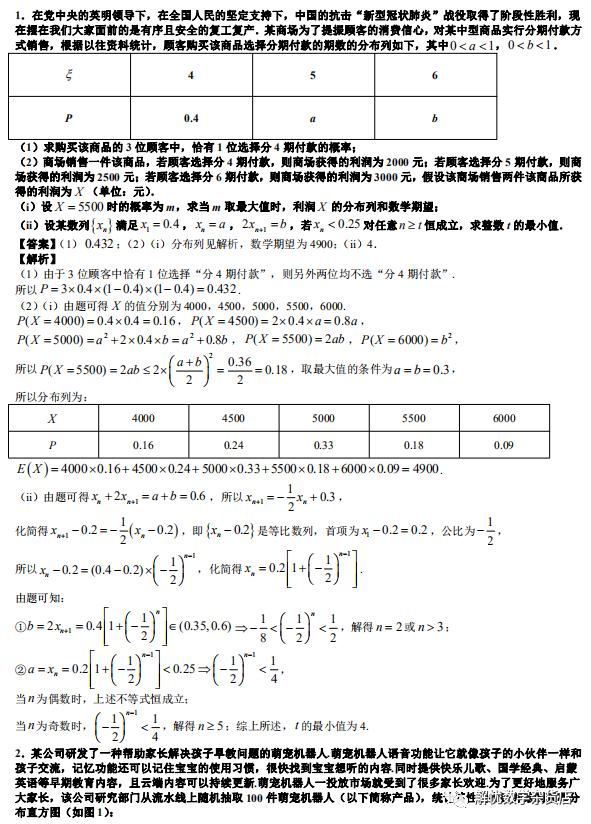 1．在党中央的英明领导下，在全国人民的坚定支持下，中国的抗击“新型冠状肺炎”战役取得了阶段性胜利，现
在摆在我们大家面前的是有序且安全的复工复产．某商场为了提振顾客的消费信心，对某中型商品实行分期付款方
式销售，根据以往资料统计，顾客购买该商品选择分期付款的期数的分布列如下，其中0<a<1，0<b<1．
ξ 4 5 6
P 0.4 a b
（1）求购买该商品的3位顾客中，恰有1位选择分4期付款的概率；
（2）商场销售一件该商品，若顾客选择分4期付款，则商场获得的利润为2000元；若顾客选择分5期付款，则商
场获得的利润为2500元；若顾客选择分6期付款，则商场获得的利润为3000元，假设该商场销售两件该商品所获
得的利润为X（单位：元）．
（i）设X=5500时的概率为m，求当m取最大值时，利润X的分布列和数学期望；
（ii）设某数列{xₙ}满足x₁=0.4，xₙ=a，2xₙ₊₁=b，若xₙ<0.25对任意n≥t恒成立，求整数t的最小值．
【答案】（1）0.432；（2）（i）分布列见解析，数学期望为4900；（ii）4．
【解析】
（1）由于3位顾客中恰有1位选择“分4期付款”，则另外两位均不选“分4期付款”．
所以P=3×0.4×(1-0.4)×(1-0.4)=0.432．
（2）（i）由题可得X的值分别为4000，4500，5000，5500，6000.
P(X=4000)=0.4×0.4=0.16，P(X=4500)=2×0.4×a=0.8a，
P(X=5000)=a²+2×0.4×b=a²+0.8b，P(X=5500)=2ab，P(X=6000)=b²，
所以P(X=5500)=2ab≤2×((a+b)/2)²=0.36/2=0.18，取最大值的条件为a=b=0.3，
所以分布列为：
X 4000 4500 5000 5500 6000
P 0.16 0.24 0.33 0.18 0.09
E(X)=4000×0.16+4500×0.24+5000×0.33+5500×0.18+6000×0.09=4900．
（ii）由题可得xₙ+2xₙ₊₁=a+b=0.6，所以xₙ₊₁=-1/2xₙ+0.3，
化简得xₙ₊₁-0.2=-1/2(xₙ-0.2)，即{xₙ-0.2}是等比数列，首项为x₁-0.2=0.2，公比为-1/2，
所以xₙ-0.2=(0.4-0.2)×(-1/2)ⁿ⁻¹，化简得xₙ=0.2[1+(-1/2)ⁿ⁻¹]．
由题可知：
①b=2xₙ₊₁=0.4[1+(-1/2)ⁿ]∈(0.35,0.6)⇒-1/8<(-1/2)ⁿ<1/2，解得n=2或n>3；
②a=xₙ=0.2[1+(-1/2)ⁿ⁻¹]<0.25⇒(-1/2)ⁿ⁻¹<1/4，
当n为偶数时，上述不等式恒成立；
当n为奇数时，(-1/2)ⁿ⁻¹<1/4，解得n≥5；综上所述，t的最小值为4.
2．某公司研发了一种帮助家长解决孩子早教问题的萌宠机器人.萌宠机器人语音功能让它就像孩子的小伙伴一样和
孩子交流，记忆功能还可以记住宝宝的使用习惯，很快找到宝宝想听的内容.同时提供快乐儿歌、国学经典、启蒙
英语等早期教育内容，且云端内容可以持续更新.萌宠机器人一投放市场就受到了很多家长欢迎.为了更好地服务广
大家长，该公司研究部门从流水线上随机抽取100件萌宠机器人（以下简称产品），统 分
解忧数学杂货店
布直方图（如图1）：